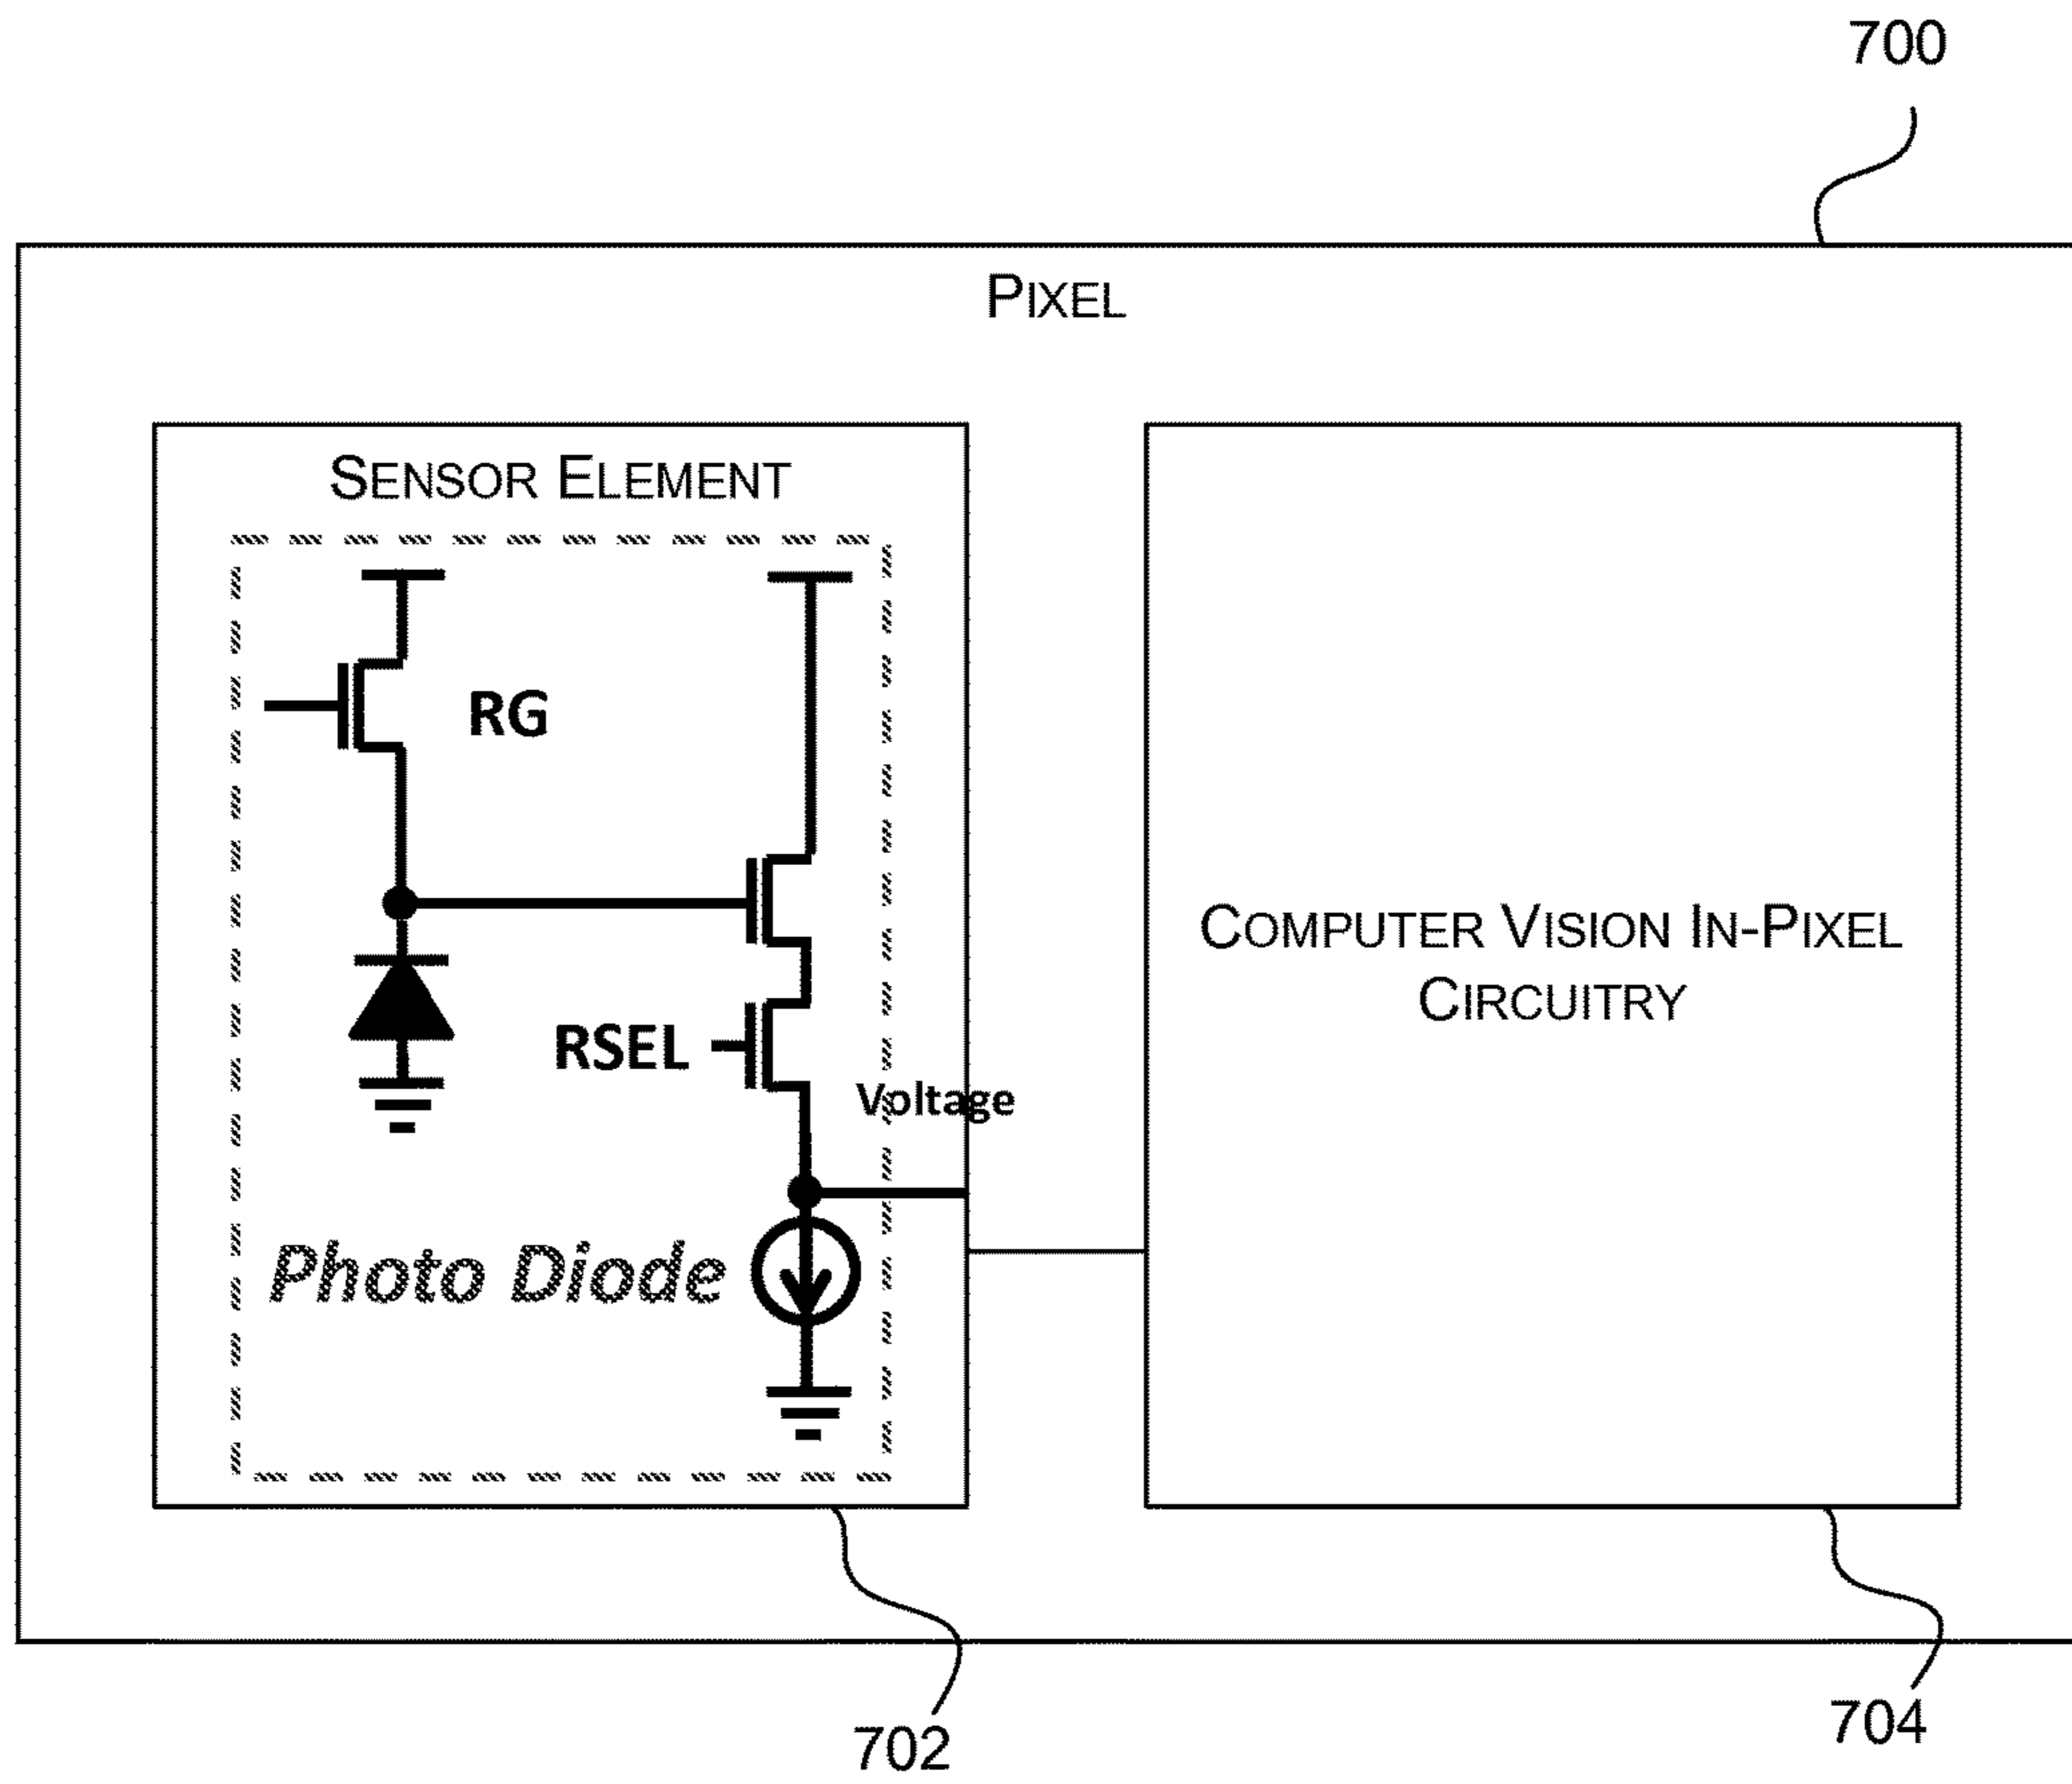 700
PIXEL
SENSOR ELEMENT
RG
RSEL
Voltage
Photo Diode
COMPUTER VISION IN-PIXEL
CIRCUITRY
702
704